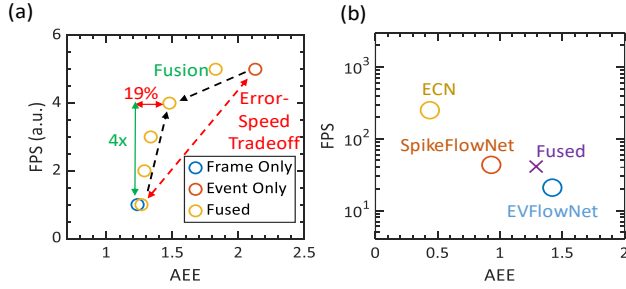 (a)
FPS (a.u.)
6
4
2
0
1
1.5
2
2.5
AEE
Fusion
19%
4x
Error-
Speed
Tradeoff
Frame Only
Event Only
Fused
(b)
FPS
10³
10²
10¹
0
0.5
1
1.5
2
AEE
ECN
SpikeFlowNet
Fused
EVFlowNet